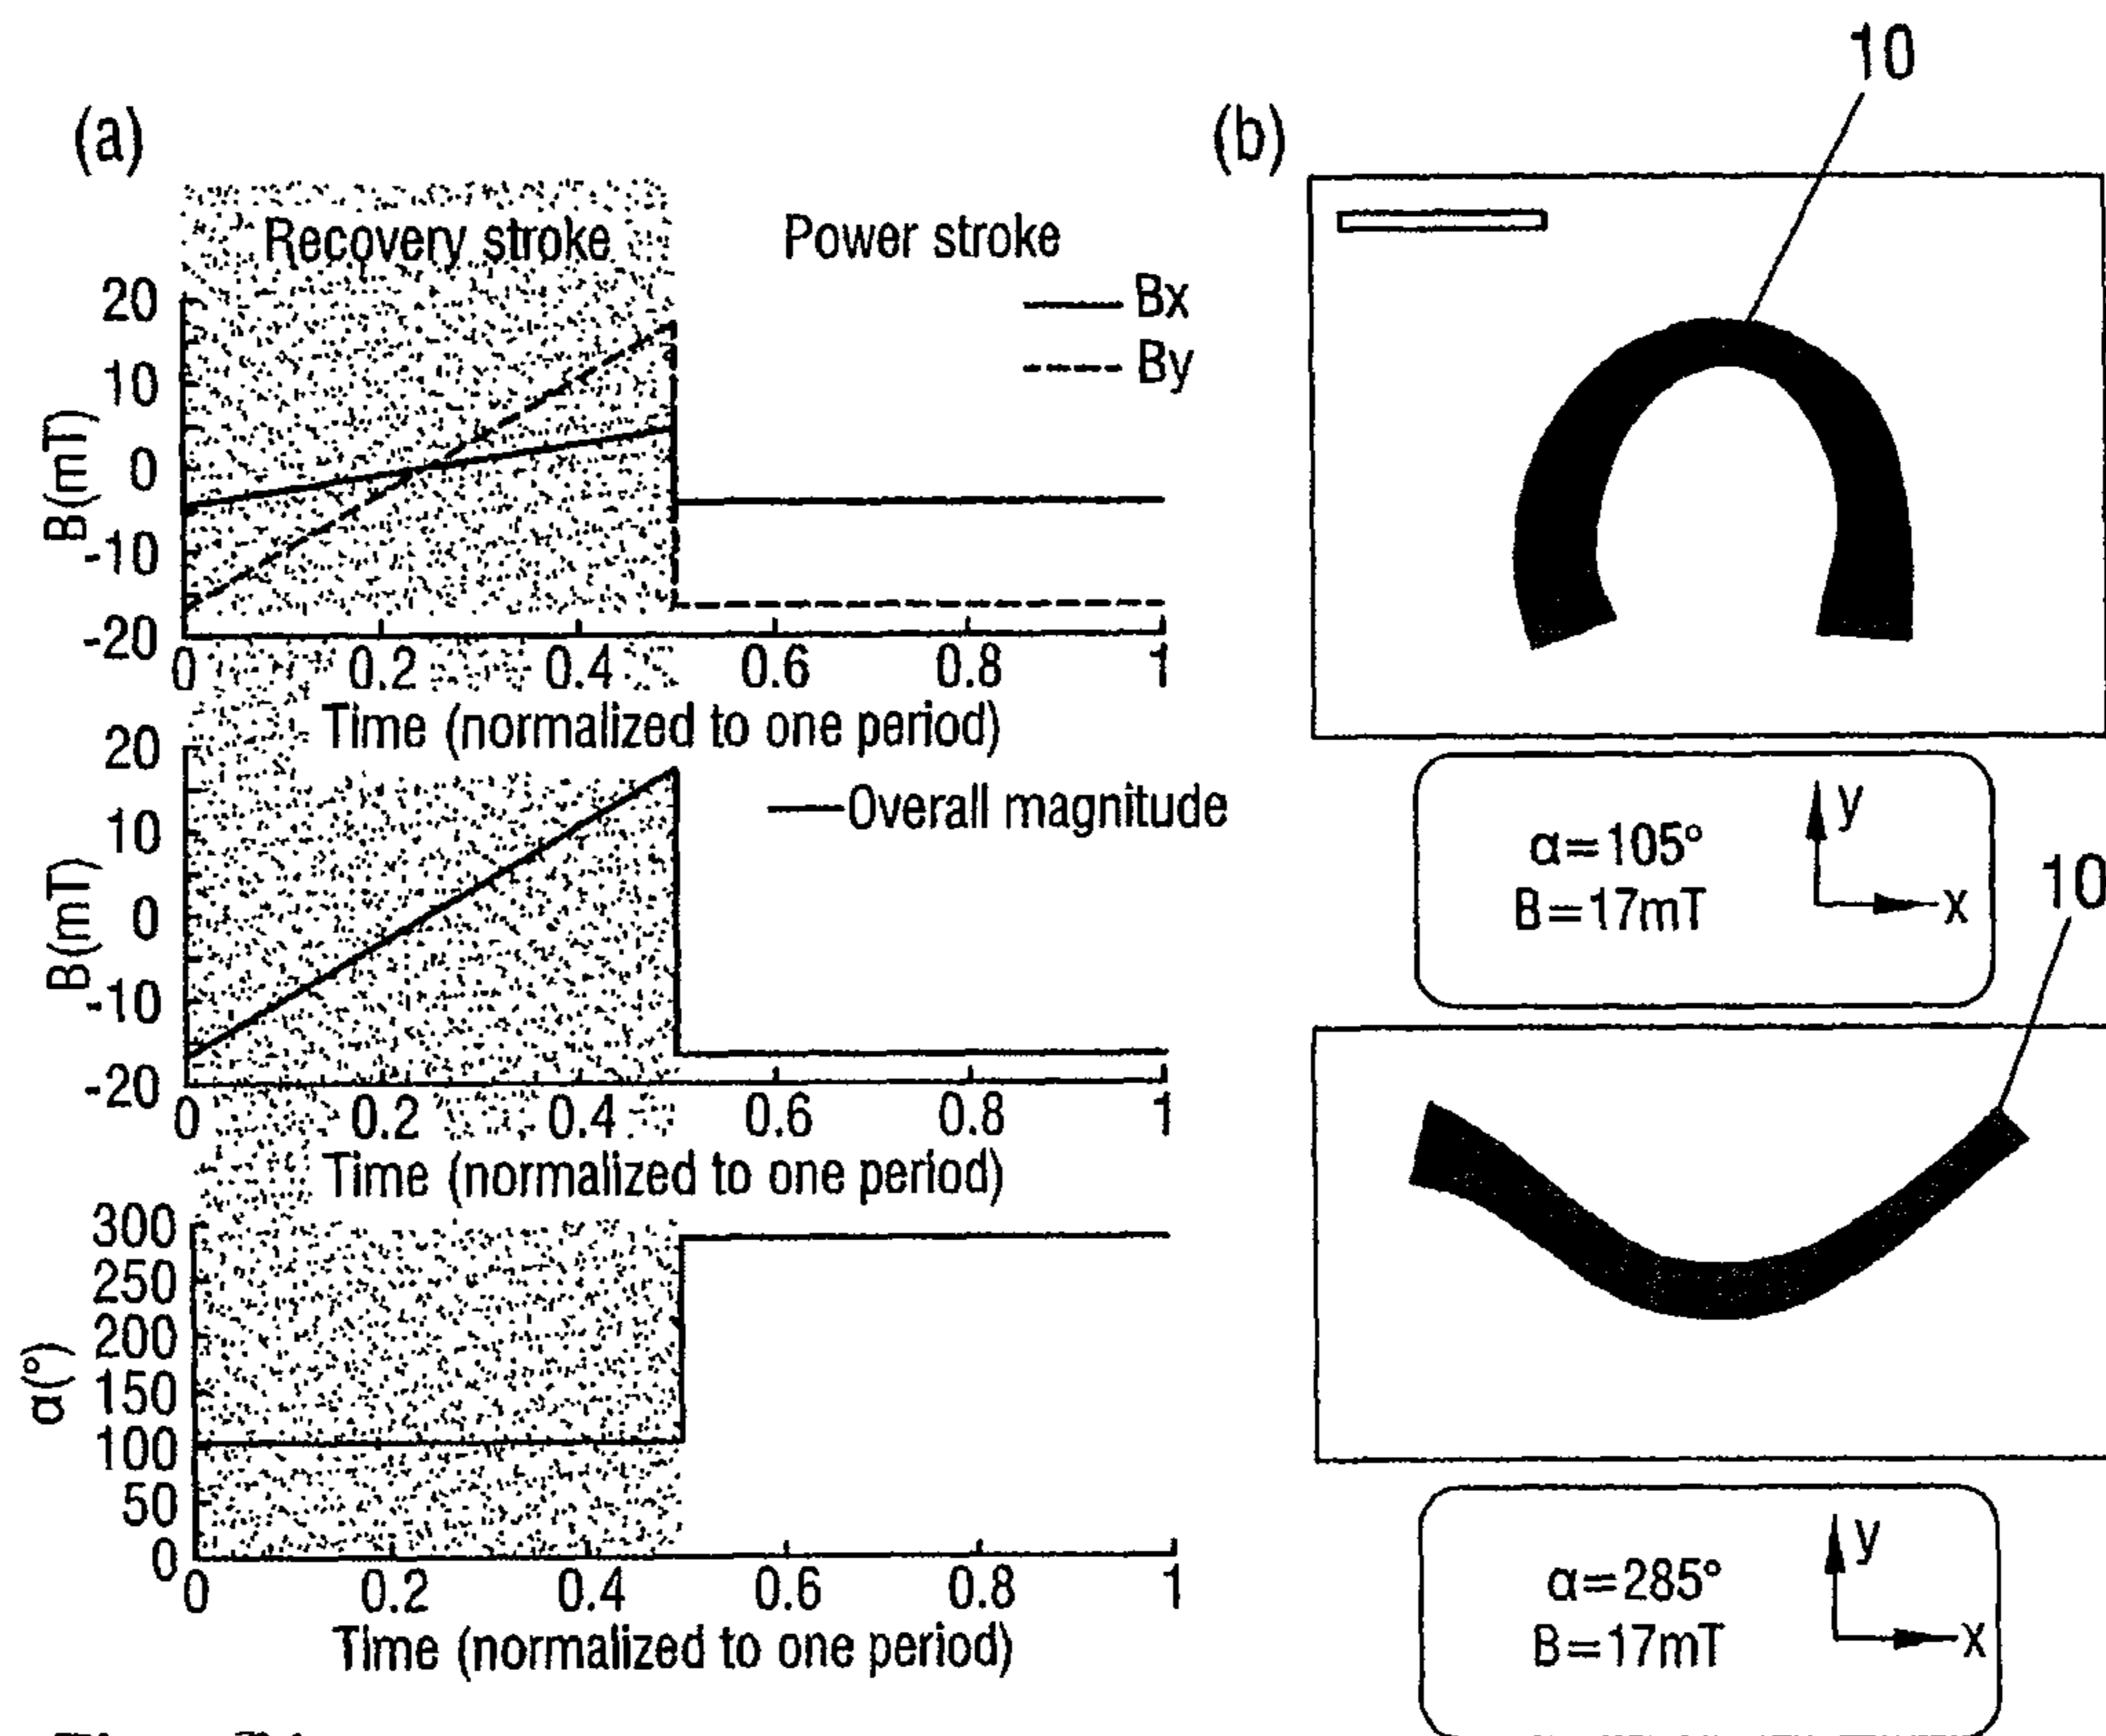 (a)
Recovery stroke
Power stroke
Bx
By
B(mT)
20
10
0
-10
-20
0 0.2 0.4 0.6 0.8 1
Time (normalized to one period)
B(mT)
20
10
0
-10
-20
Overall magnitude
0 0.2 0.4 0.6 0.8 1
Time (normalized to one period)
α(°)
300
250
200
150
100
50
0
0 0.2 0.4 0.6 0.8 1
Time (normalized to one period)
(b)
10
α=105°
B=17mT
y
x
10
α=285°
B=17mT
y
x